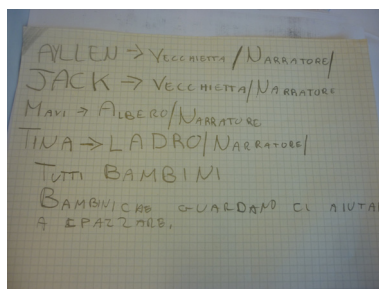 AYLLEN → VECCHIETTA/NARRATORE/
JACK → VECCHIETTA/NARRATORE
MAVI → ALBERO/NARRATORE
TINA → LADRO/NARRATORE/
TUTTI BAMBINI
BAMBINI CHE GUARDANO CI AIUTA
A SPAZZARE.